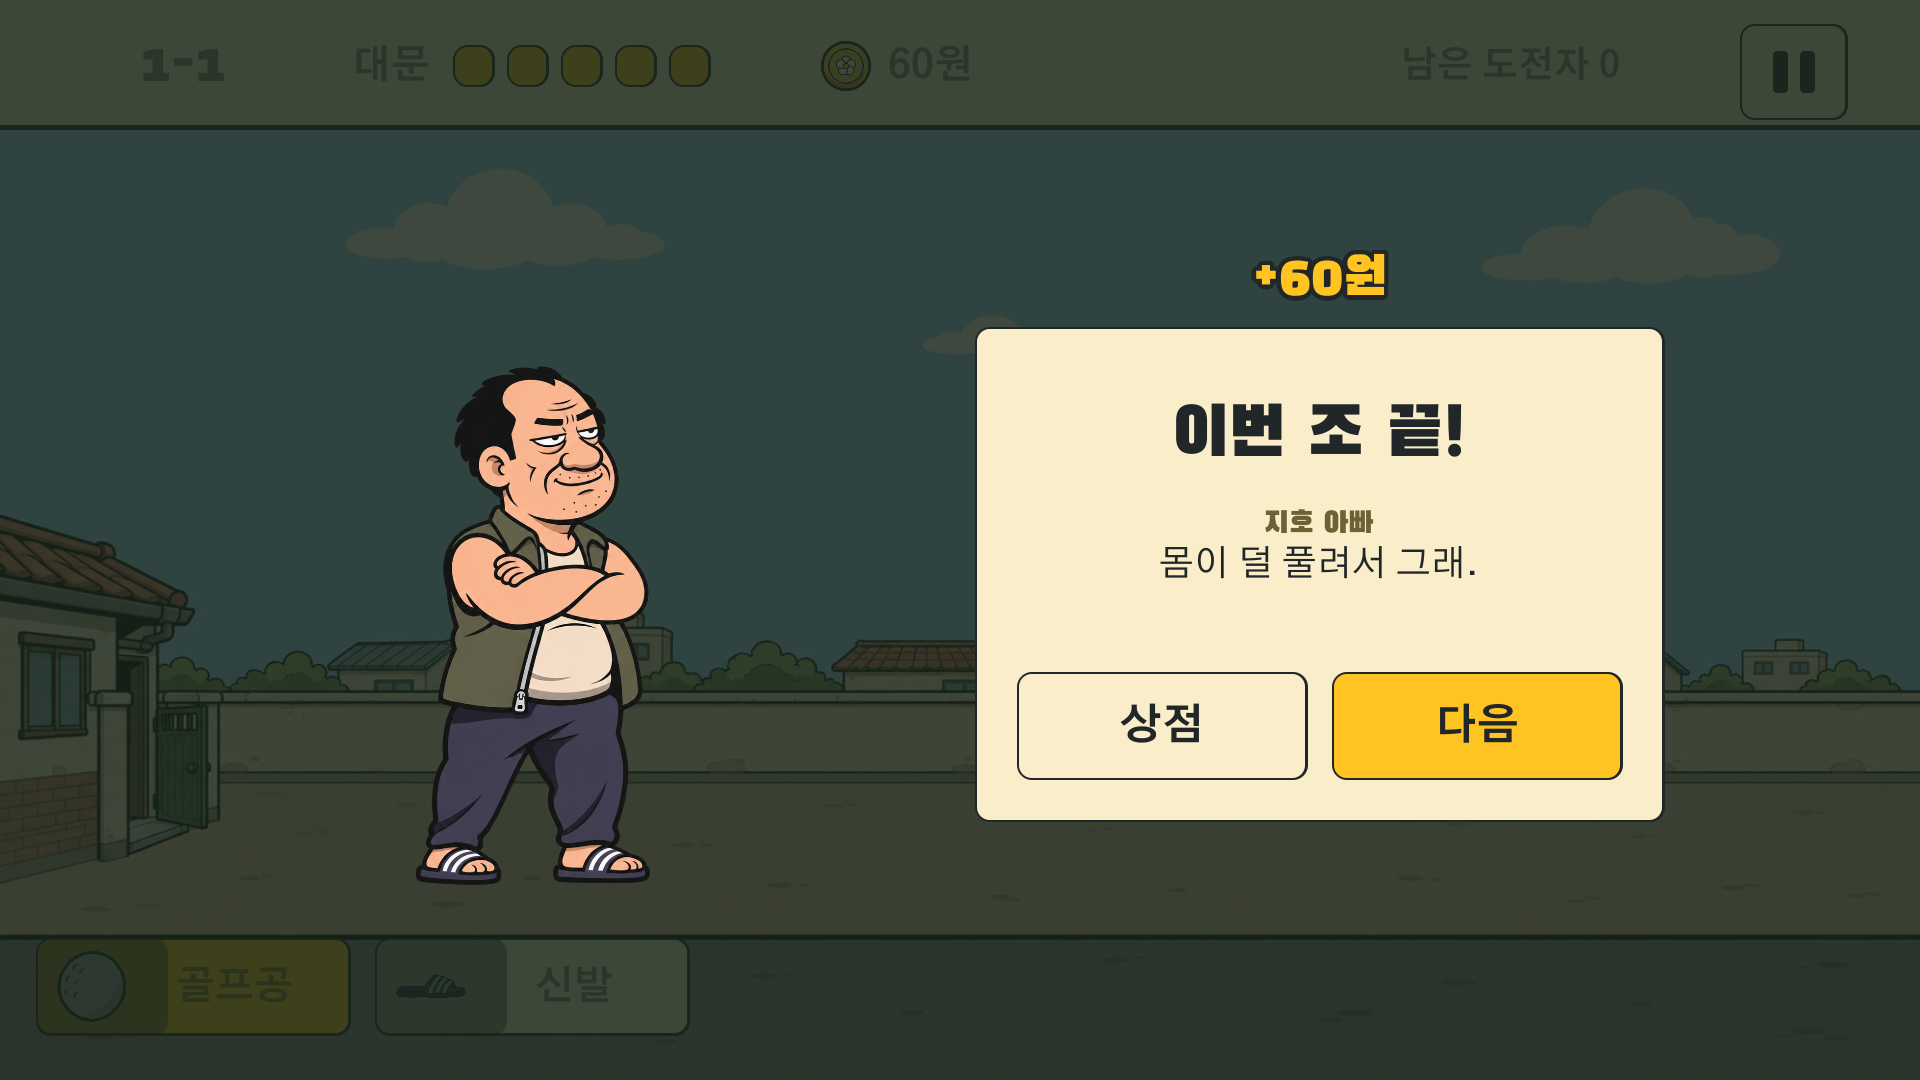 1-1
대문
60원
남은 도전자 0
+60원
이번 조 끝!
지호 아빠
몸이 덜 풀려서 그래.
상점
다음
골프공
신발